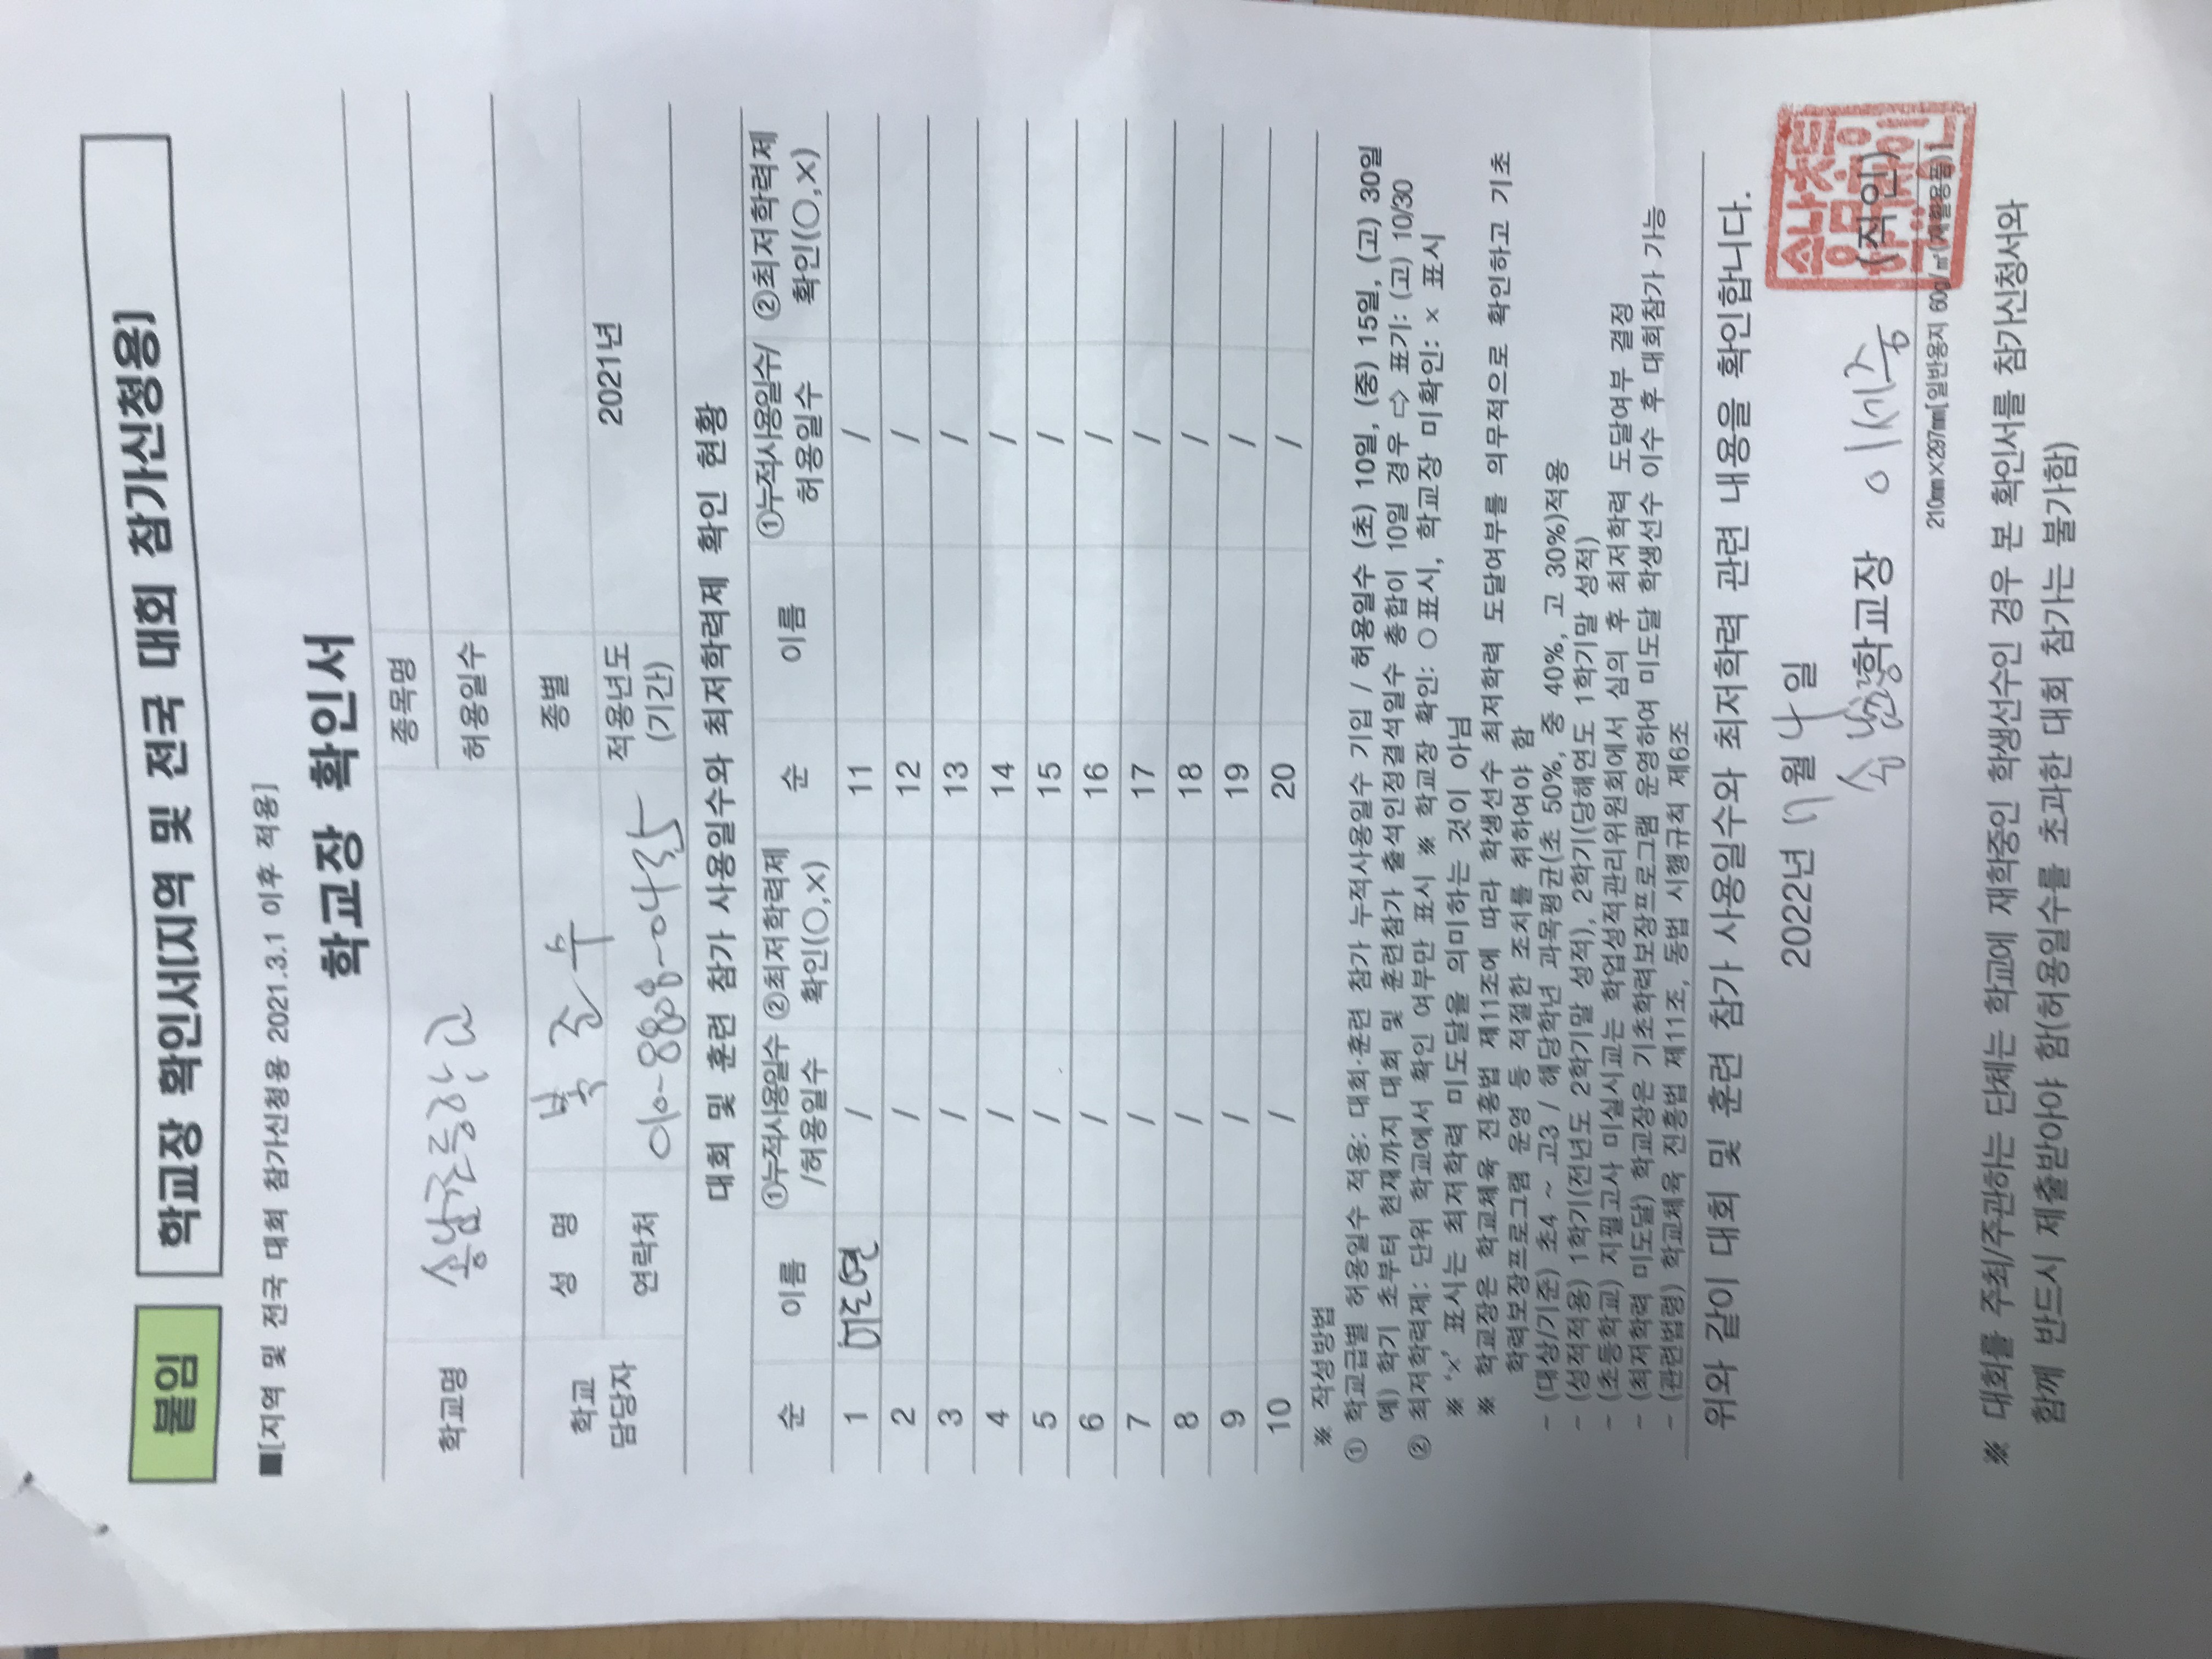 붙임 학교장 확인서[지역 및 전국 대회 참가신청용]
■[지역 및 전국 대회 참가신청용 2021.3.1 이후 적용]
학교장 확인서
학교명 송남초등학교 종목명
허용일수
학교 담당자 성 명 종별
연락처 010-8808-0435 적용년도 (기간) 2021년
대회 및 훈련 참가 사용일수와 최저학력제 확인 현황
순 이름 ①누적사용일수 /허용일수 ②최저학력제 확인(○,×) 순 이름 ①누적사용일수/ 허용일수 ②최저학력제 확인(○,×)
1 / 11 /
2 / 12 /
3 / 13 /
4 / 14 /
5 / 15 /
6 / 16 /
7 / 17 /
8 / 18 /
9 / 19 /
10 / 20 /
※ 작성방법
① 학교급별 허용일수 적용: 대회·훈련 참가 누적사용일수 기입 / 허용일수 (초) 10일, (중) 15일, (고) 30일
예) 학기 초부터 현재까지 대회 및 훈련참가 출석인정결석일수 총합이 10일 경우 ⇨ 표기: (고) 10/30
② 최저학력제: 단위 학교에서 확인 여부만 표시 ※ 학교장 확인: ○표시, 학교장 미확인: × 표시
※ '×' 표시는 최저학력 미도달을 의미하는 것이 아님
※ 학교장은 학교체육 진흥법 제11조에 따라 학생선수 최저학력 도달여부를 의무적으로 확인하고 기초
학력보장프로그램 운영 등 적절한 조치를 취하여야 함
- (대상/기준) 초4 ~ 고3 / 해당학년 과목평균(초 50%, 중 40%, 고 30%)적용
- (성적적용) 1학기(전년도 2학기말 성적), 2학기(당해연도 1학기말 성적)
- (초등학교) 지필고사 미실시교는 학업성적관리위원회에서 심의 후 최저학력 도달여부 결정
- (최저학력 미도달) 학교장은 기초학력보장프로그램 운영하여 미도달 학생선수 이수 후 대회참가 가능
- (관련법령) 학교체육 진흥법 제11조, 동법 시행규칙 제6조
위와 같이 대회 및 훈련 참가 사용일수와 최저학력 관련 내용을 확인합니다.
2022년 월 일
학교장 (직인)
210㎜×297㎜[일반용지 60g/㎡(재활용품)]
※ 대회를 주최/주관하는 단체는 학교에 재학중인 학생선수인 경우 본 확인서를 참가신청서와
함께 반드시 제출받아야 함(허용일수를 초과한 대회 참가는 불가함)